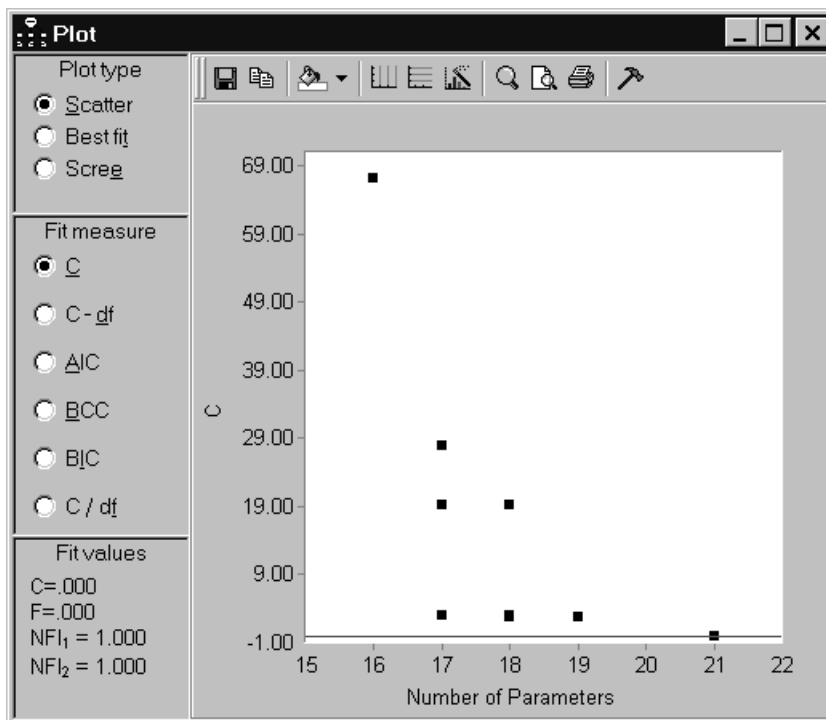 Plot
Plot type
Scatter
Best fit
Scree
Fit measure
C
C - df
AIC
BCC
BIC
C / df
Fit values
C=.000
F=.000
NFI₁ = 1.000
NFI₂ = 1.000
69.00
59.00
49.00
39.00
29.00
19.00
9.00
-1.00
C
15 16 17 18 19 20 21 22
Number of Parameters